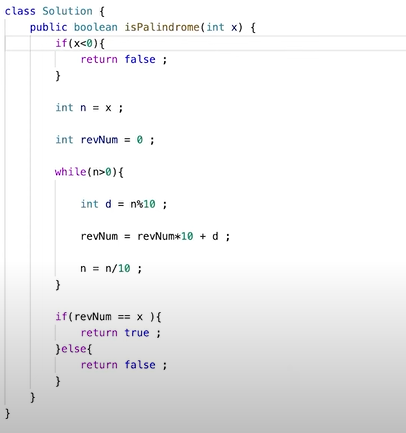 class Solution {
    public boolean isPalindrome(int x) {
        if(x<0){
            return false ;
        }
        int n = x ;
        int revNum = 0 ;
        while(n>0){
            int d = n%10 ;
            revNum = revNum*10 + d ;
            n = n/10 ;
        }
        if(revNum == x ){
            return true ;
        }else{
            return false ;
        }
    }
}